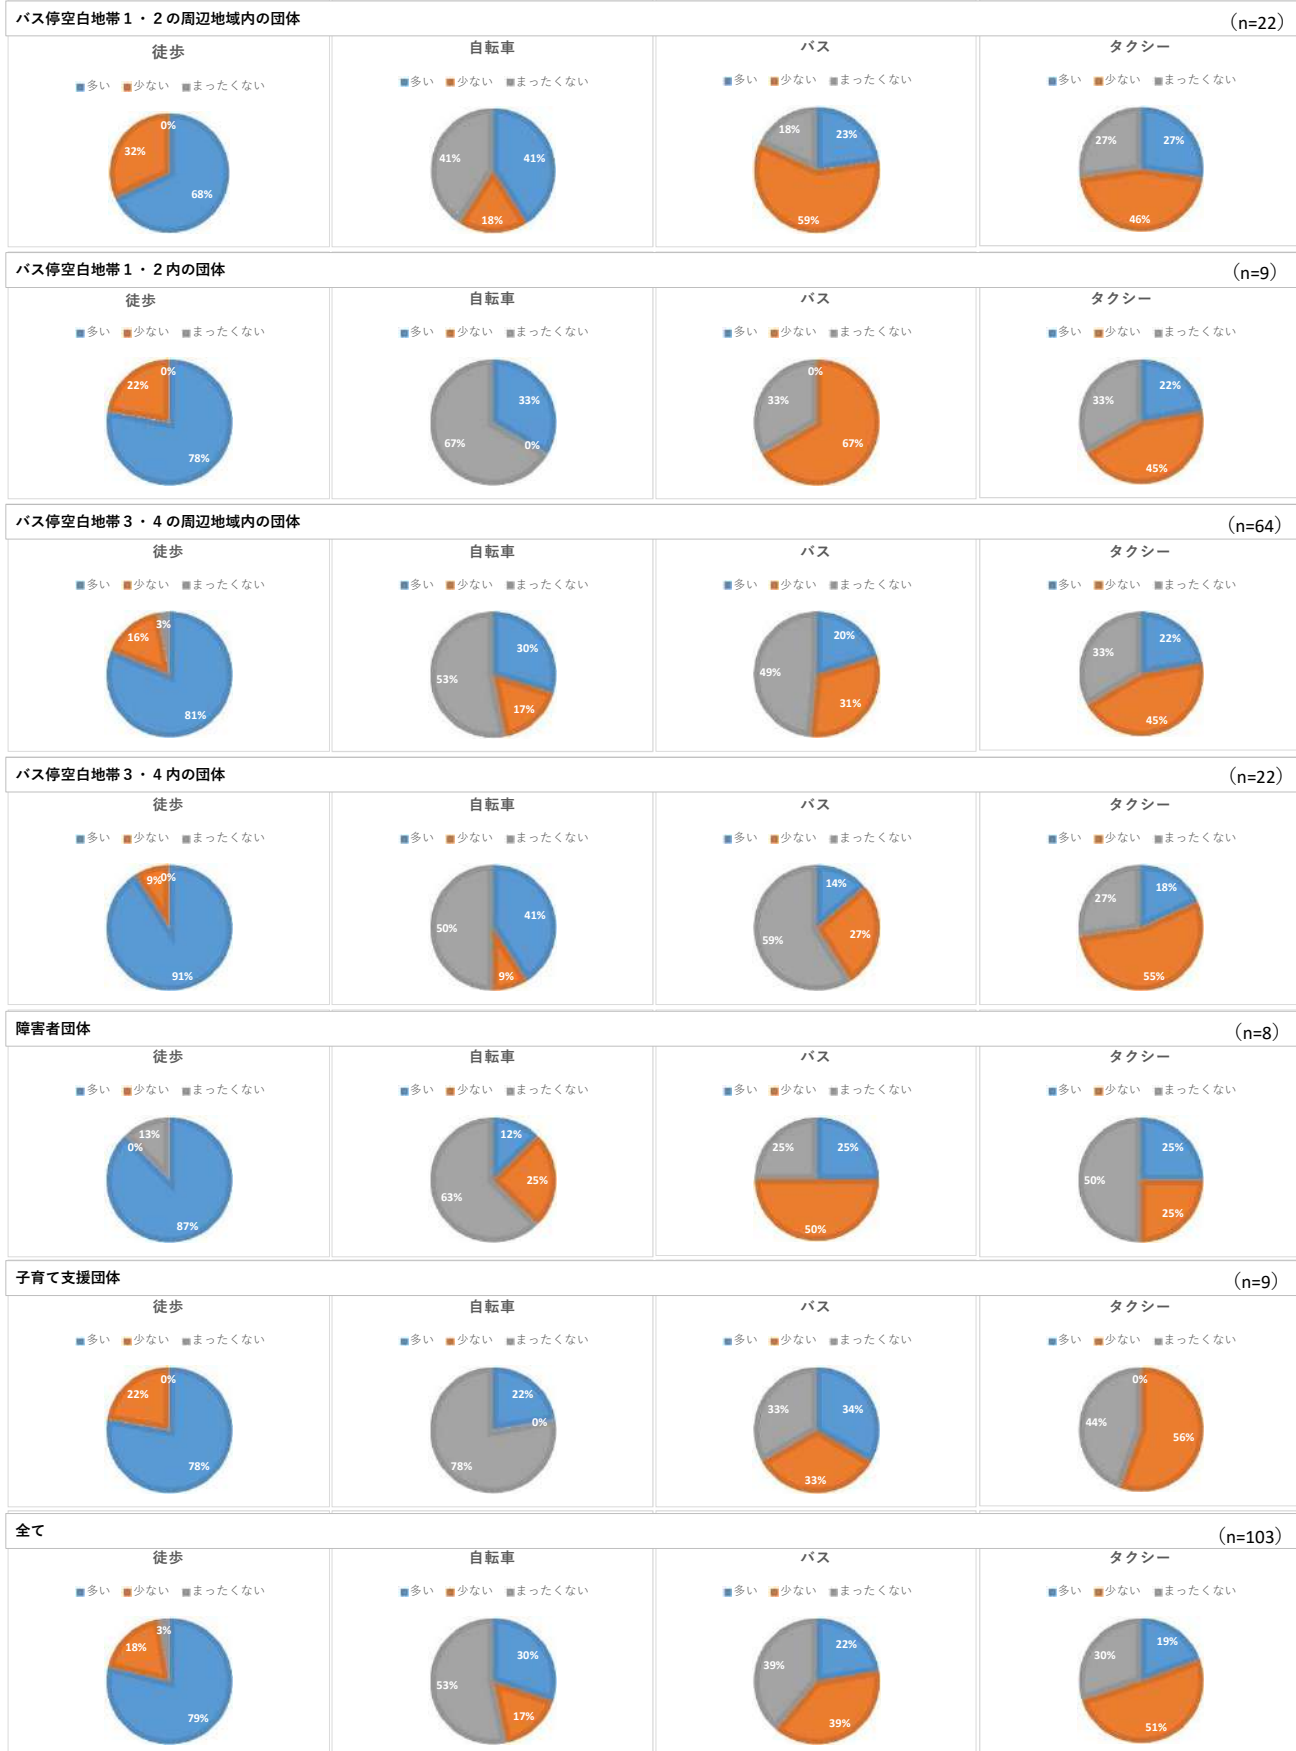 バス停空白地帯１・２の周辺地域内の団体 （n=22）
徒歩 自転車 バス タクシー
多い 少ない まったくない 多い 少ない まったくない 多い 少ない まったくない 多い 少ない まったくない
0% 32% 68% 41% 41% 18% 18% 23% 59% 27% 27% 46%
バス停空白地帯１・２内の団体 （n=9）
徒歩 自転車 バス タクシー
多い 少ない まったくない 多い 少ない まったくない 多い 少ない まったくない 多い 少ない まったくない
0% 22% 78% 33% 0% 67% 0% 33% 67% 22% 33% 45%
バス停空白地帯３・４の周辺地域内の団体 （n=64）
徒歩 自転車 バス タクシー
多い 少ない まったくない 多い 少ない まったくない 多い 少ない まったくない 多い 少ない まったくない
3% 16% 81% 30% 53% 17% 20% 49% 31% 22% 33% 45%
バス停空白地帯３・４内の団体 （n=22）
徒歩 自転車 バス タクシー
多い 少ない まったくない 多い 少ない まったくない 多い 少ない まったくない 多い 少ない まったくない
9% 0% 91% 41% 50% 9% 14% 27% 59% 18% 27% 55%
障害者団体 （n=8）
徒歩 自転車 バス タクシー
多い 少ない まったくない 多い 少ない まったくない 多い 少ない まったくない 多い 少ない まったくない
13% 0% 87% 12% 25% 63% 25% 25% 50% 25% 50% 25%
子育て支援団体 （n=9）
徒歩 自転車 バス タクシー
多い 少ない まったくない 多い 少ない まったくない 多い 少ない まったくない 多い 少ない まったくない
0% 22% 78% 22% 0% 78% 33% 34% 33% 0% 44% 56%
全て （n=103）
徒歩 自転車 バス タクシー
多い 少ない まったくない 多い 少ない まったくない 多い 少ない まったくない 多い 少ない まったくない
3% 18% 79% 30% 53% 17% 22% 39% 39% 19% 30% 51%